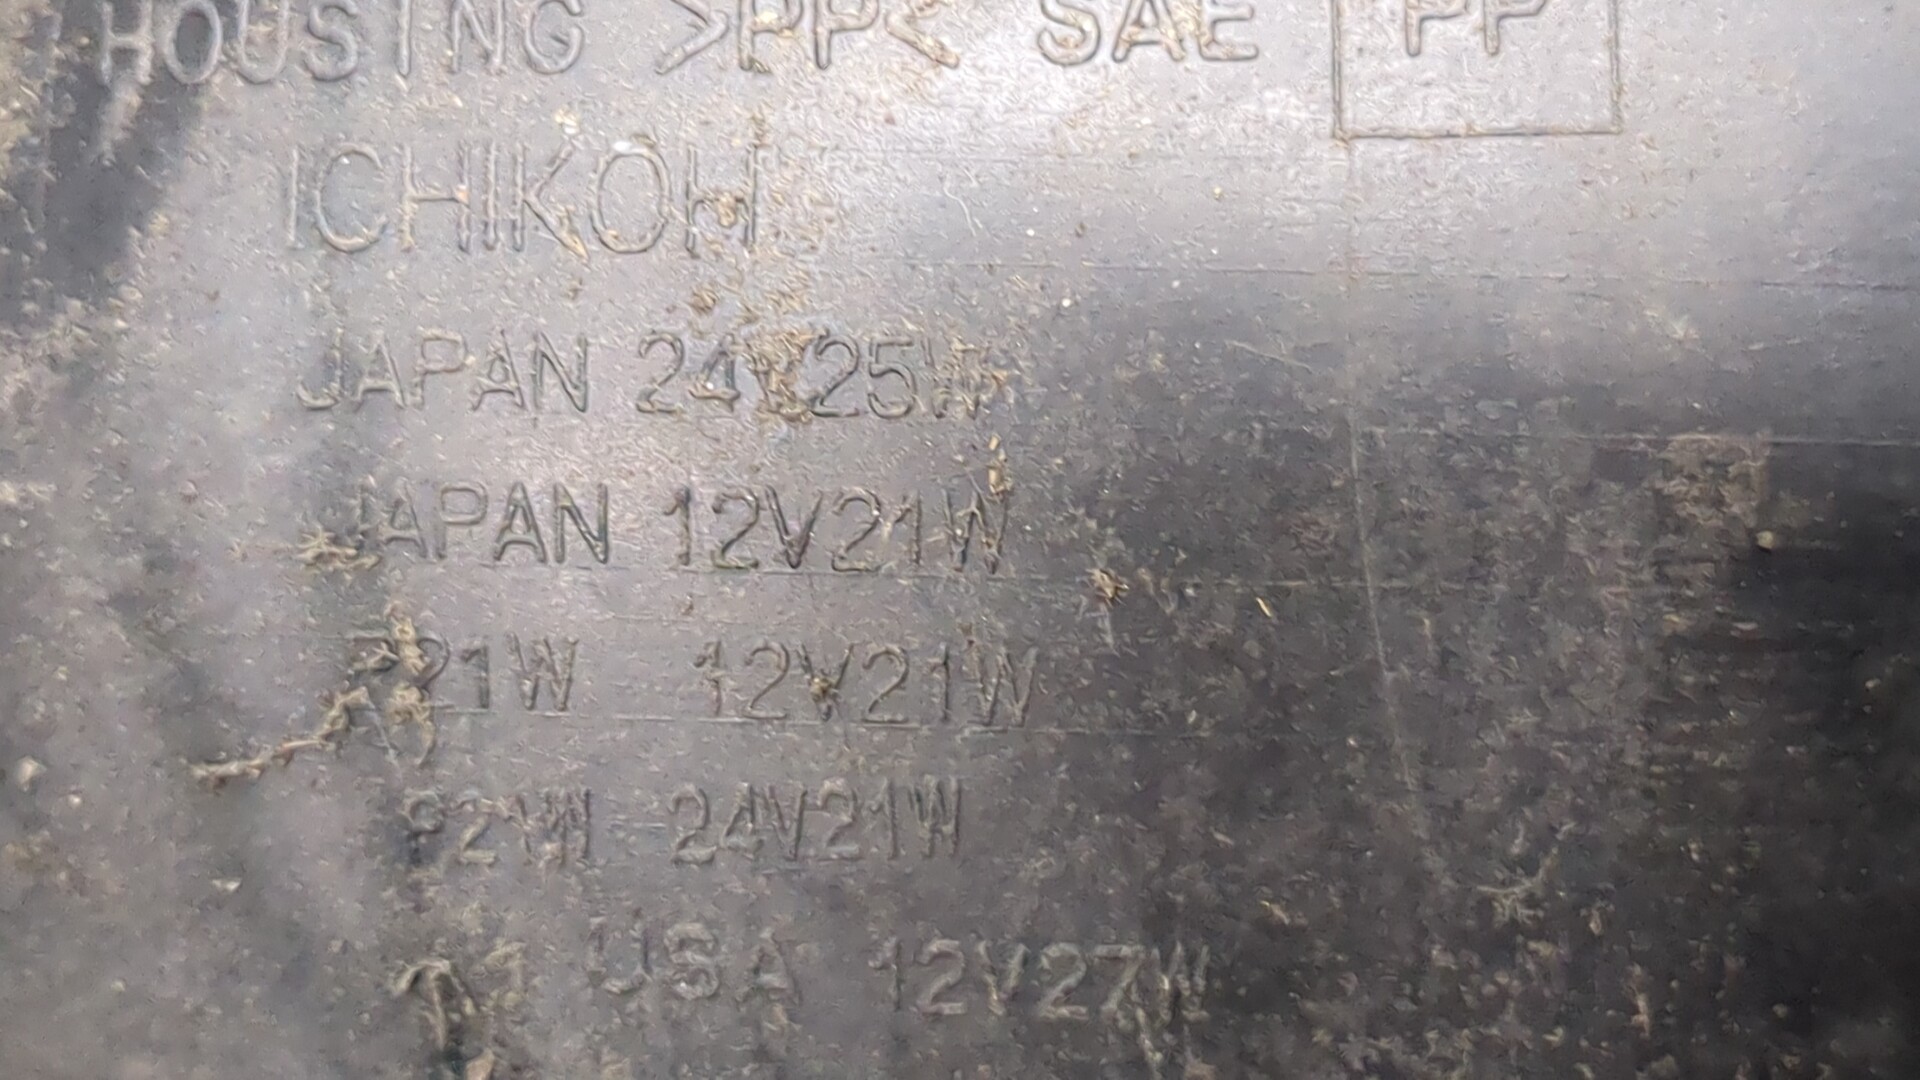 HOUSING >PP< SAE PP
ICHIKOH
JAPAN 24V25W
JAPAN 12V21W
P21W 12V21W
P21W 24V21W
USA 12V27W